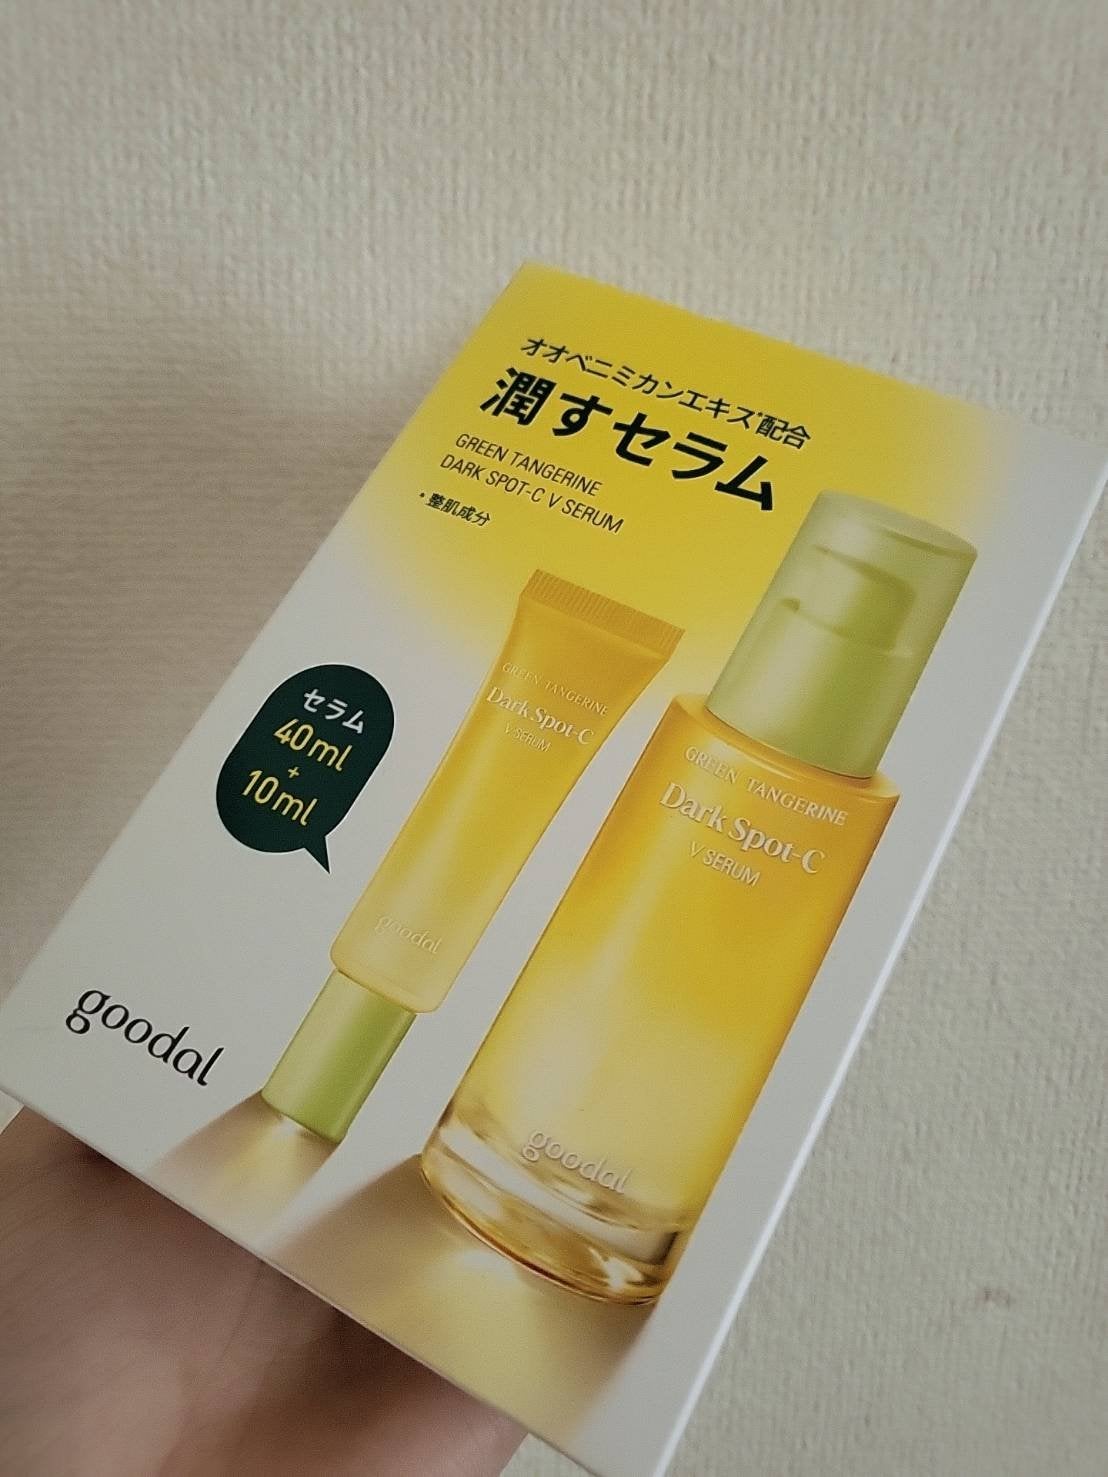 オオベニミカンエキス*配合
潤すセラム
GREEN TANGERINE
DARK SPOT-C V SERUM
* 整肌成分
GREEN TANGERINE
Dark Spot-C
V SERUM
goodal
GREEN TANGERINE
Dark Spot-C
V SERUM
goodal
セラム
40ml
+
10ml
goodal